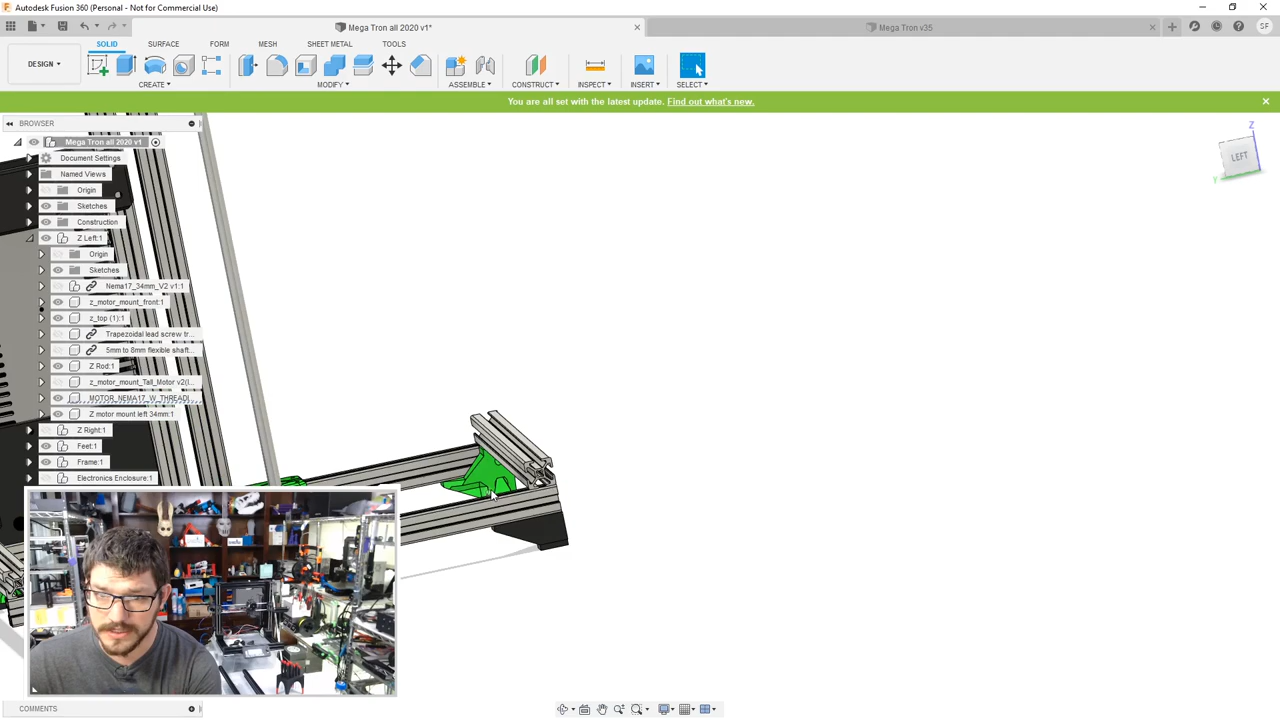 Autodesk Fusion 360 (Personal - Not for Commercial Use)
Mega Tron all 2020 v1*
Mega Tron v35
SF
SOLID
SURFACE
FORM
MESH
SHEET METAL
TOOLS
DESIGN
CREATE
MODIFY
ASSEMBLE
CONSTRUCT
INSPECT
INSERT
SELECT
You are all set with the latest update. Find out what's new.
BROWSER
Mega Tron all 2020 v1
Document Settings
Named Views
Origin
Sketches
Construction
Z Left:1
Origin
Sketches
Nema17_34mm_V2 v1:1
z_motor_mount_front:1
z_top (1):1
Trapezoidal lead screw tr...
5mm to 8mm flexible shaft...
Z Rod:1
z_motor_mount_Tall_Motor v2(l...
MOTOR_NEMA17_W_THREAD(...
Z motor mount left 34mm:1
Z Right:1
Feet:1
Frame:1
Electronics Enclosure:1
Z
LEFT
Y
COMMENTS